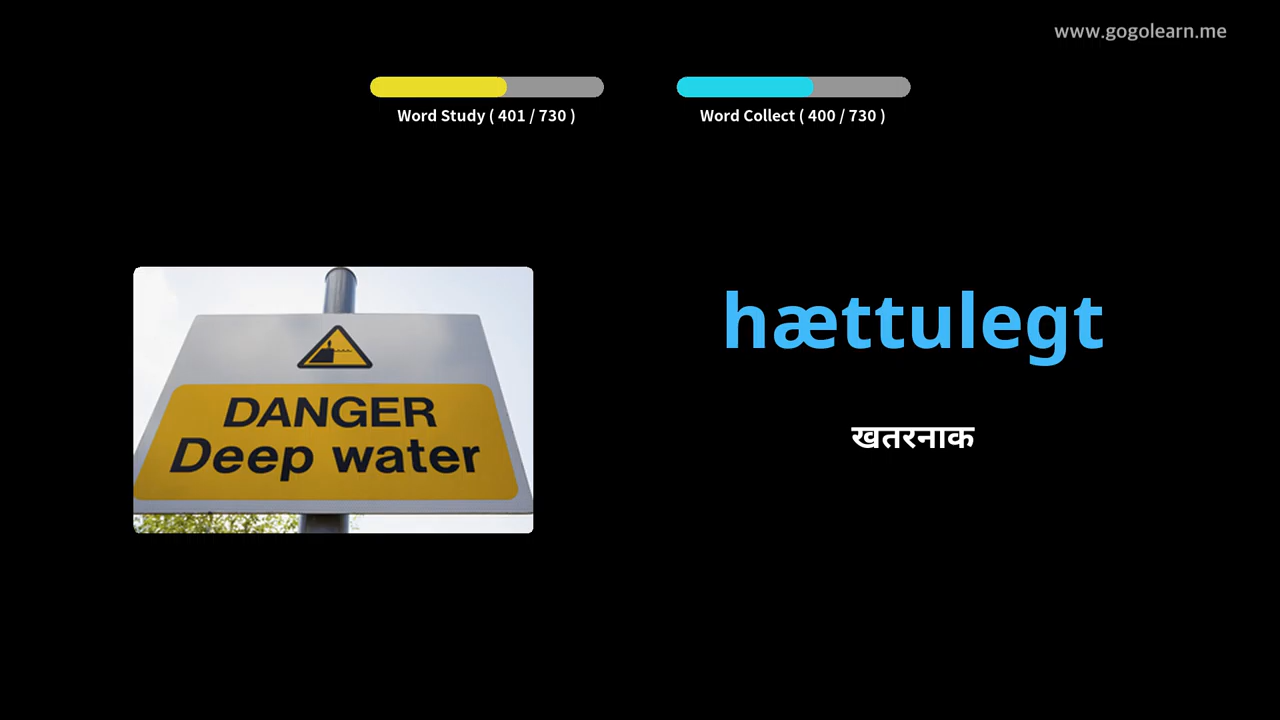 www.gogolearn.me
Word Study ( 401 / 730 )
Word Collect ( 400 / 730 )
DANGER
Deep water
hættulegt
खतरनाक